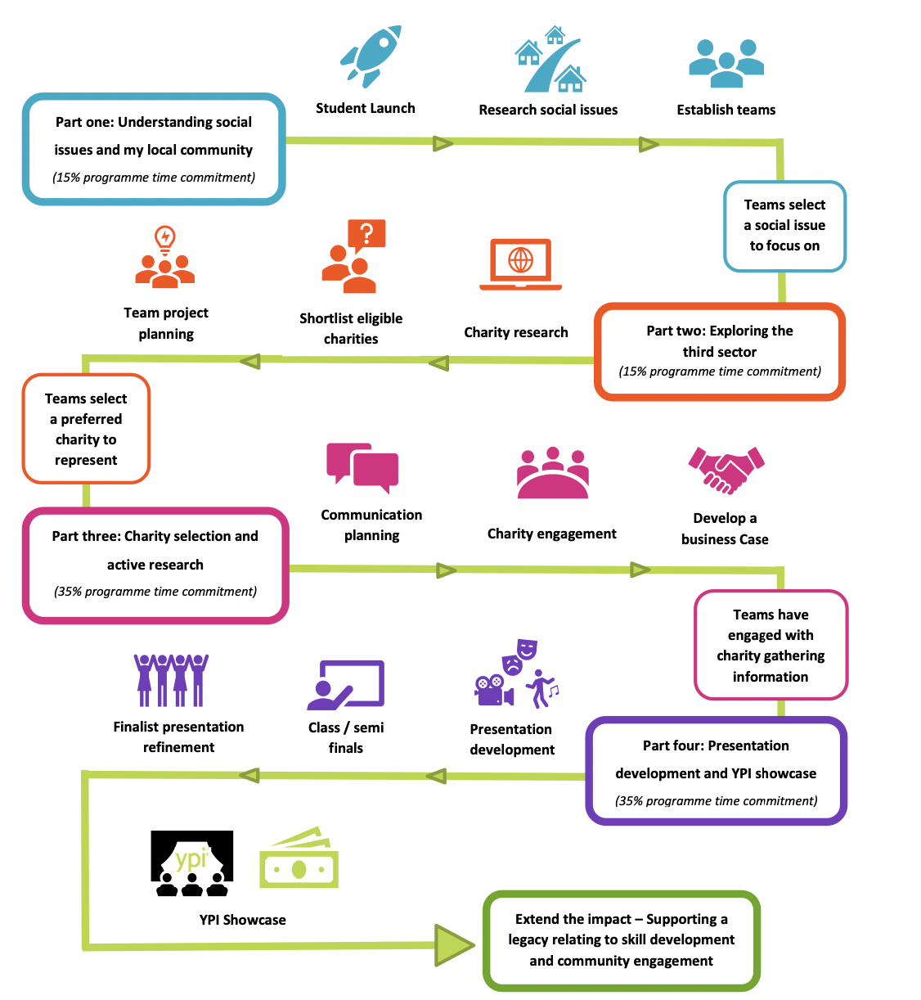 Student Launch
Research social issues
Establish teams
Part one: Understanding social
issues and my local community
(15% programme time commitment)
Teams select
a social issue
to focus on
Part two: Exploring the
third sector
(15% programme time commitment)
Charity research
Shortlist eligible
charities
Team project
planning
Teams select
a preferred
charity to
represent
Part three: Charity selection and
active research
(35% programme time commitment)
Communication
planning
Charity engagement
Develop a
business Case
Teams have
engaged with
charity gathering
information
Part four: Presentation
development and YPI showcase
(35% programme time commitment)
Presentation
development
Class / semi
finals
Finalist presentation
refinement
ypi
YPI Showcase
Extend the impact – Supporting a
legacy relating to skill development
and community engagement